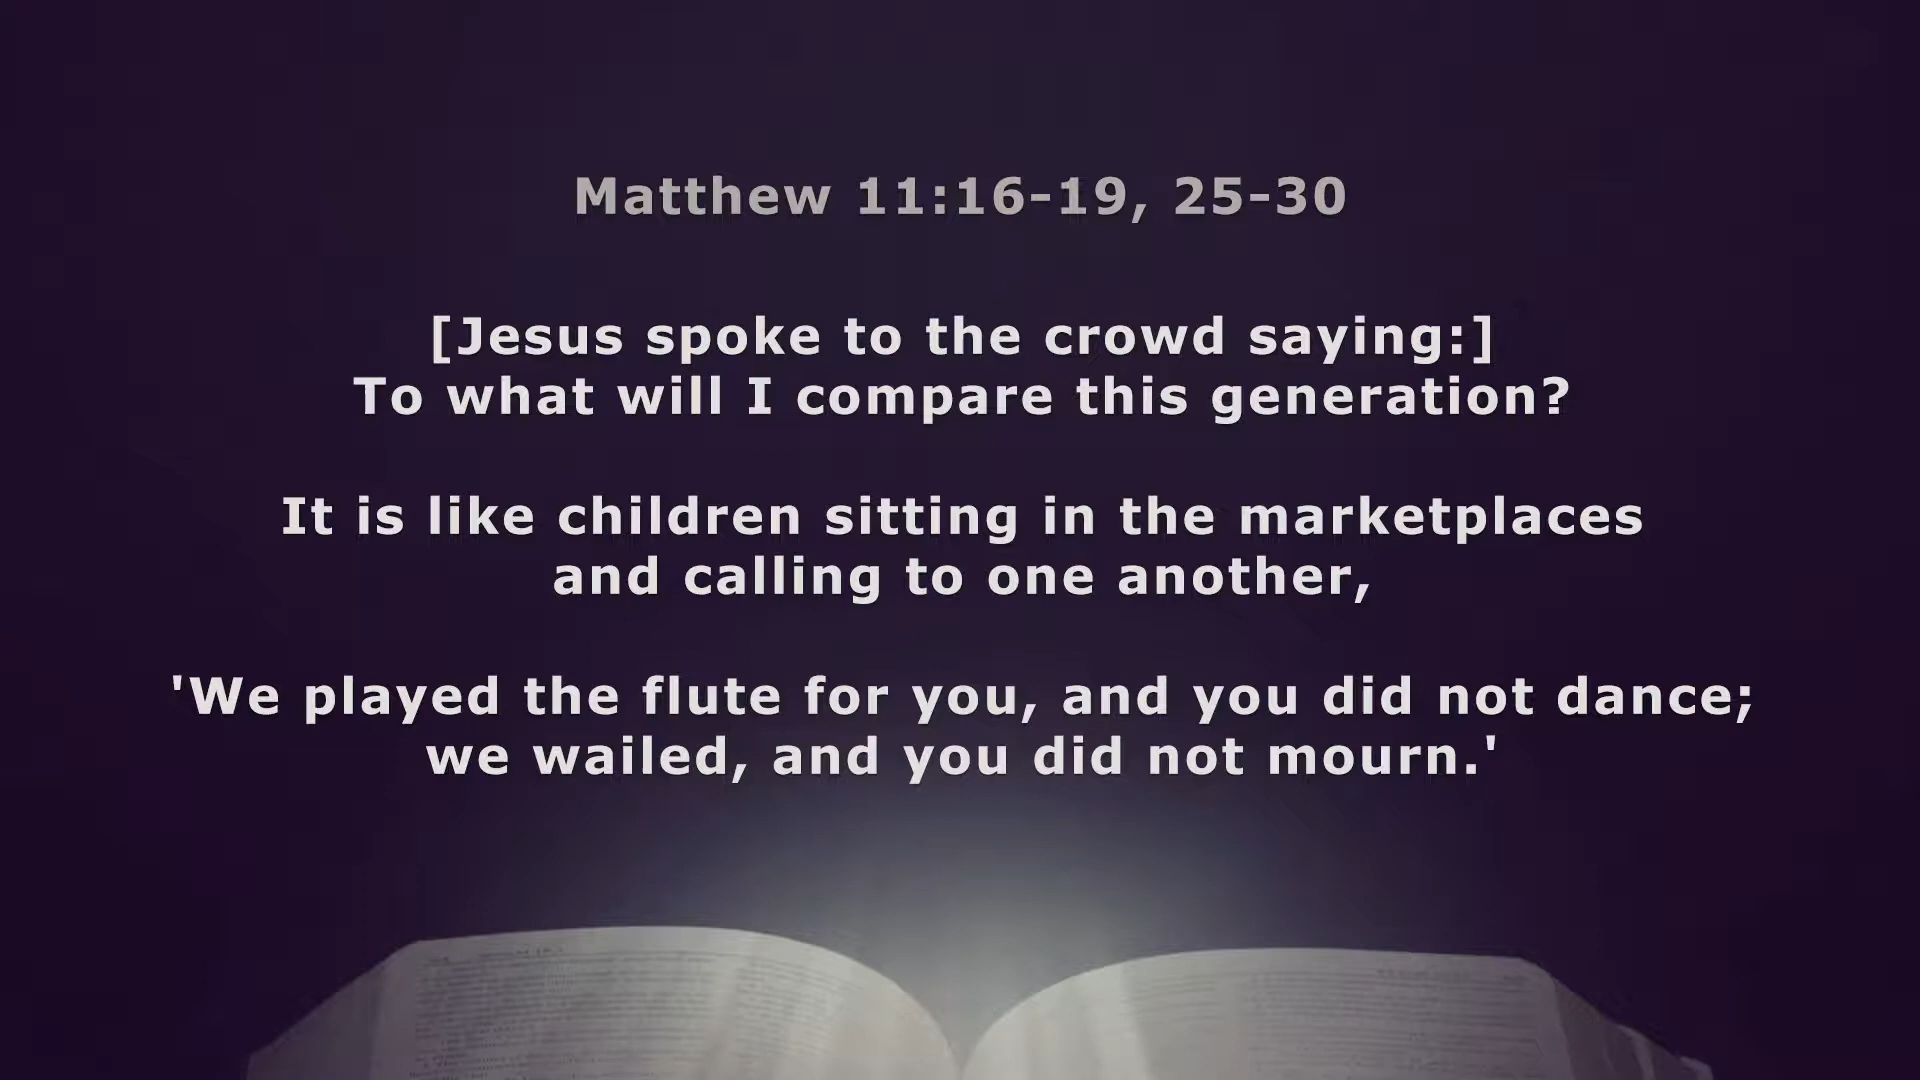 Matthew 11:16-19, 25-30
[Jesus spoke to the crowd saying:]
To what will I compare this generation?
It is like children sitting in the marketplaces
and calling to one another,
'We played the flute for you, and you did not dance;
we wailed, and you did not mourn.'